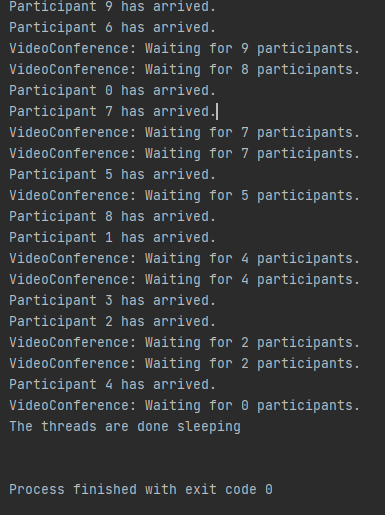 Participant 9 has arrived.
Participant 6 has arrived.
VideoConference: Waiting for 9 participants.
VideoConference: Waiting for 8 participants.
Participant 0 has arrived.
Participant 7 has arrived.
VideoConference: Waiting for 7 participants.
VideoConference: Waiting for 7 participants.
Participant 5 has arrived.
VideoConference: Waiting for 5 participants.
Participant 8 has arrived.
Participant 1 has arrived.
VideoConference: Waiting for 4 participants.
VideoConference: Waiting for 4 participants.
Participant 3 has arrived.
Participant 2 has arrived.
VideoConference: Waiting for 2 participants.
VideoConference: Waiting for 2 participants.
Participant 4 has arrived.
VideoConference: Waiting for 0 participants.
The threads are done sleeping
Process finished with exit code 0